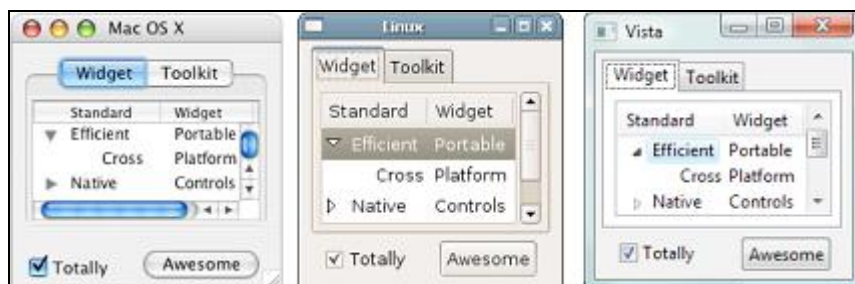 Mac OS X
Widget Toolkit
Standard Widget
Efficient Portable
Cross Platform
Native Controls
Totally Awesome
Linux
Widget Toolkit
Standard Widget
Efficient Portable
Cross Platform
Native Controls
Totally Awesome
Vista
Widget Toolkit
Standard Widget
Efficient Portable
Cross Platform
Native Controls
Totally Awesome